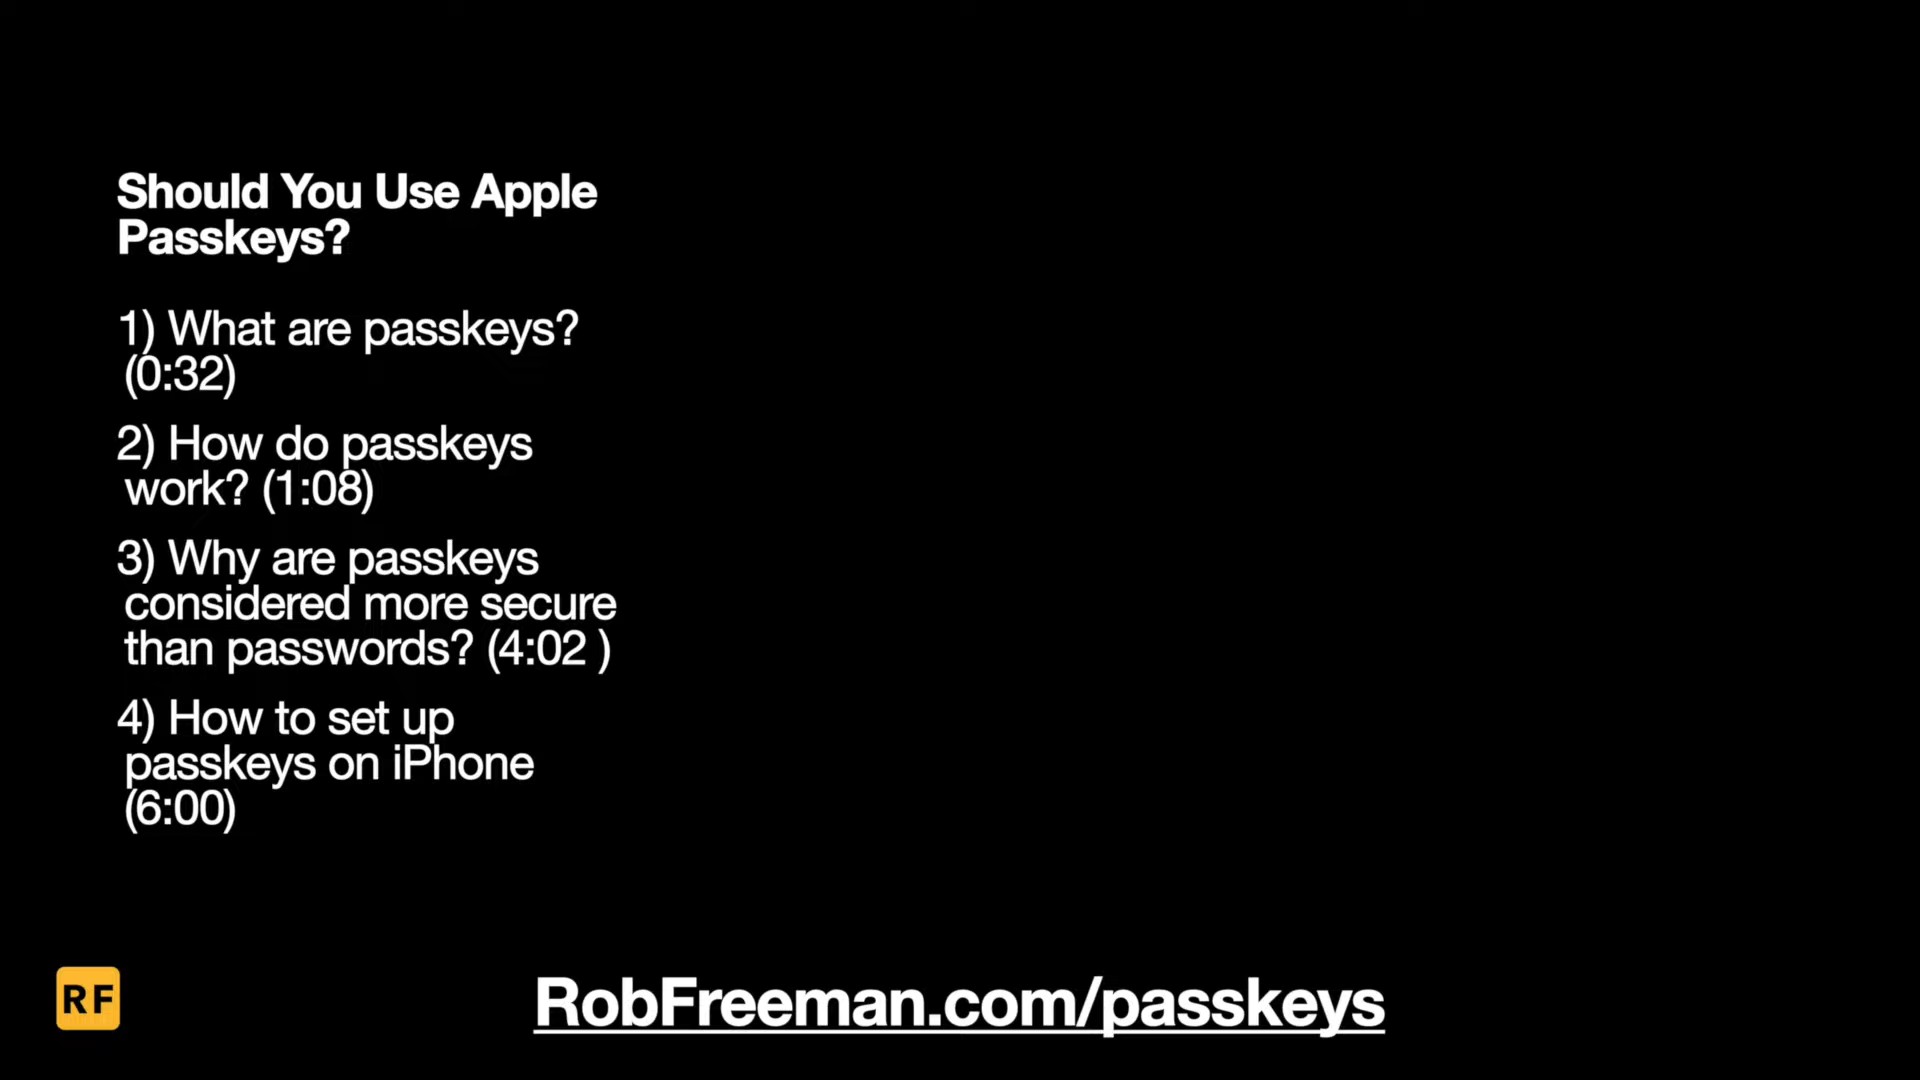 Should You Use Apple
Passkeys?
1) What are passkeys?
(0:32)
2) How do passkeys
work? (1:08)
3) Why are passkeys
considered more secure
than passwords? (4:02 )
4) How to set up
passkeys on iPhone
(6:00)
RF
RobFreeman.com/passkeys